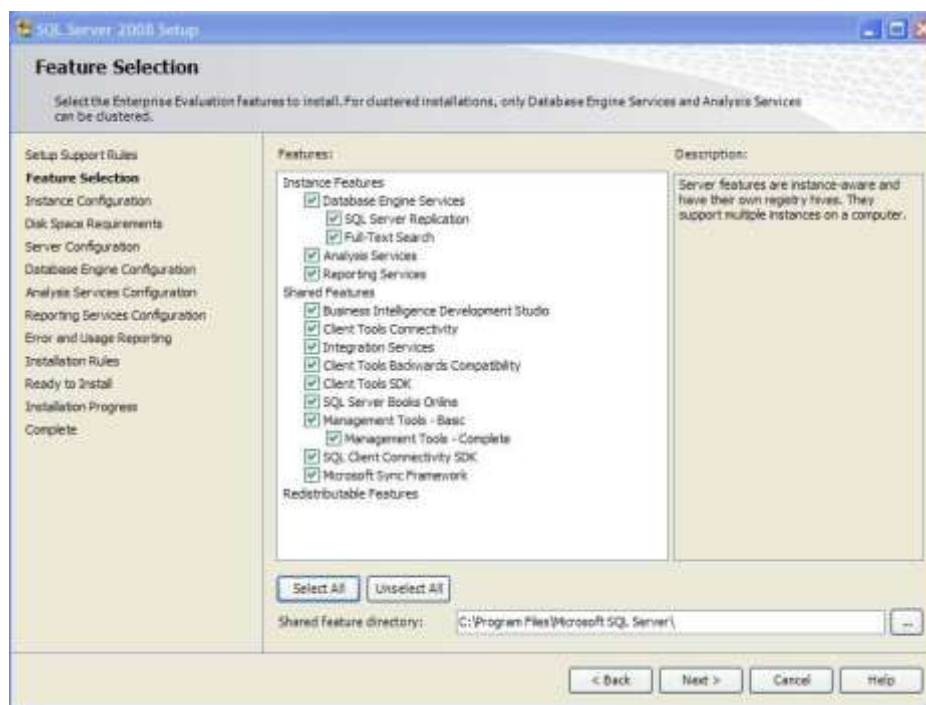 SQL Server 2008 Setup
Feature Selection
Select the Enterprise Evaluation features to install. For clustered installations, only Database Engine Services and Analysis Services
can be clustered.
Setup Support Rules
Feature Selection
Instance Configuration
Disk Space Requirements
Server Configuration
Database Engine Configuration
Analysis Services Configuration
Reporting Services Configuration
Error and Usage Reporting
Installation Rules
Ready to Install
Installation Progress
Complete
Features:
Instance Features
Database Engine Services
SQL Server Replication
Full-Text Search
Analysis Services
Reporting Services
Shared Features
Business Intelligence Development Studio
Client Tools Connectivity
Integration Services
Client Tools Backwards Compatibility
Client Tools SDK
SQL Server Books Online
Management Tools - Basic
Management Tools - Complete
SQL Client Connectivity SDK
Microsoft Sync Framework
Redistributable Features
Description:
Server features are instance-aware and
have their own registry hives. They
support multiple instances on a computer.
Select All
Unselect All
Shared feature directory:
C:\Program Files\Microsoft SQL Server\
...
< Back
Next >
Cancel
Help